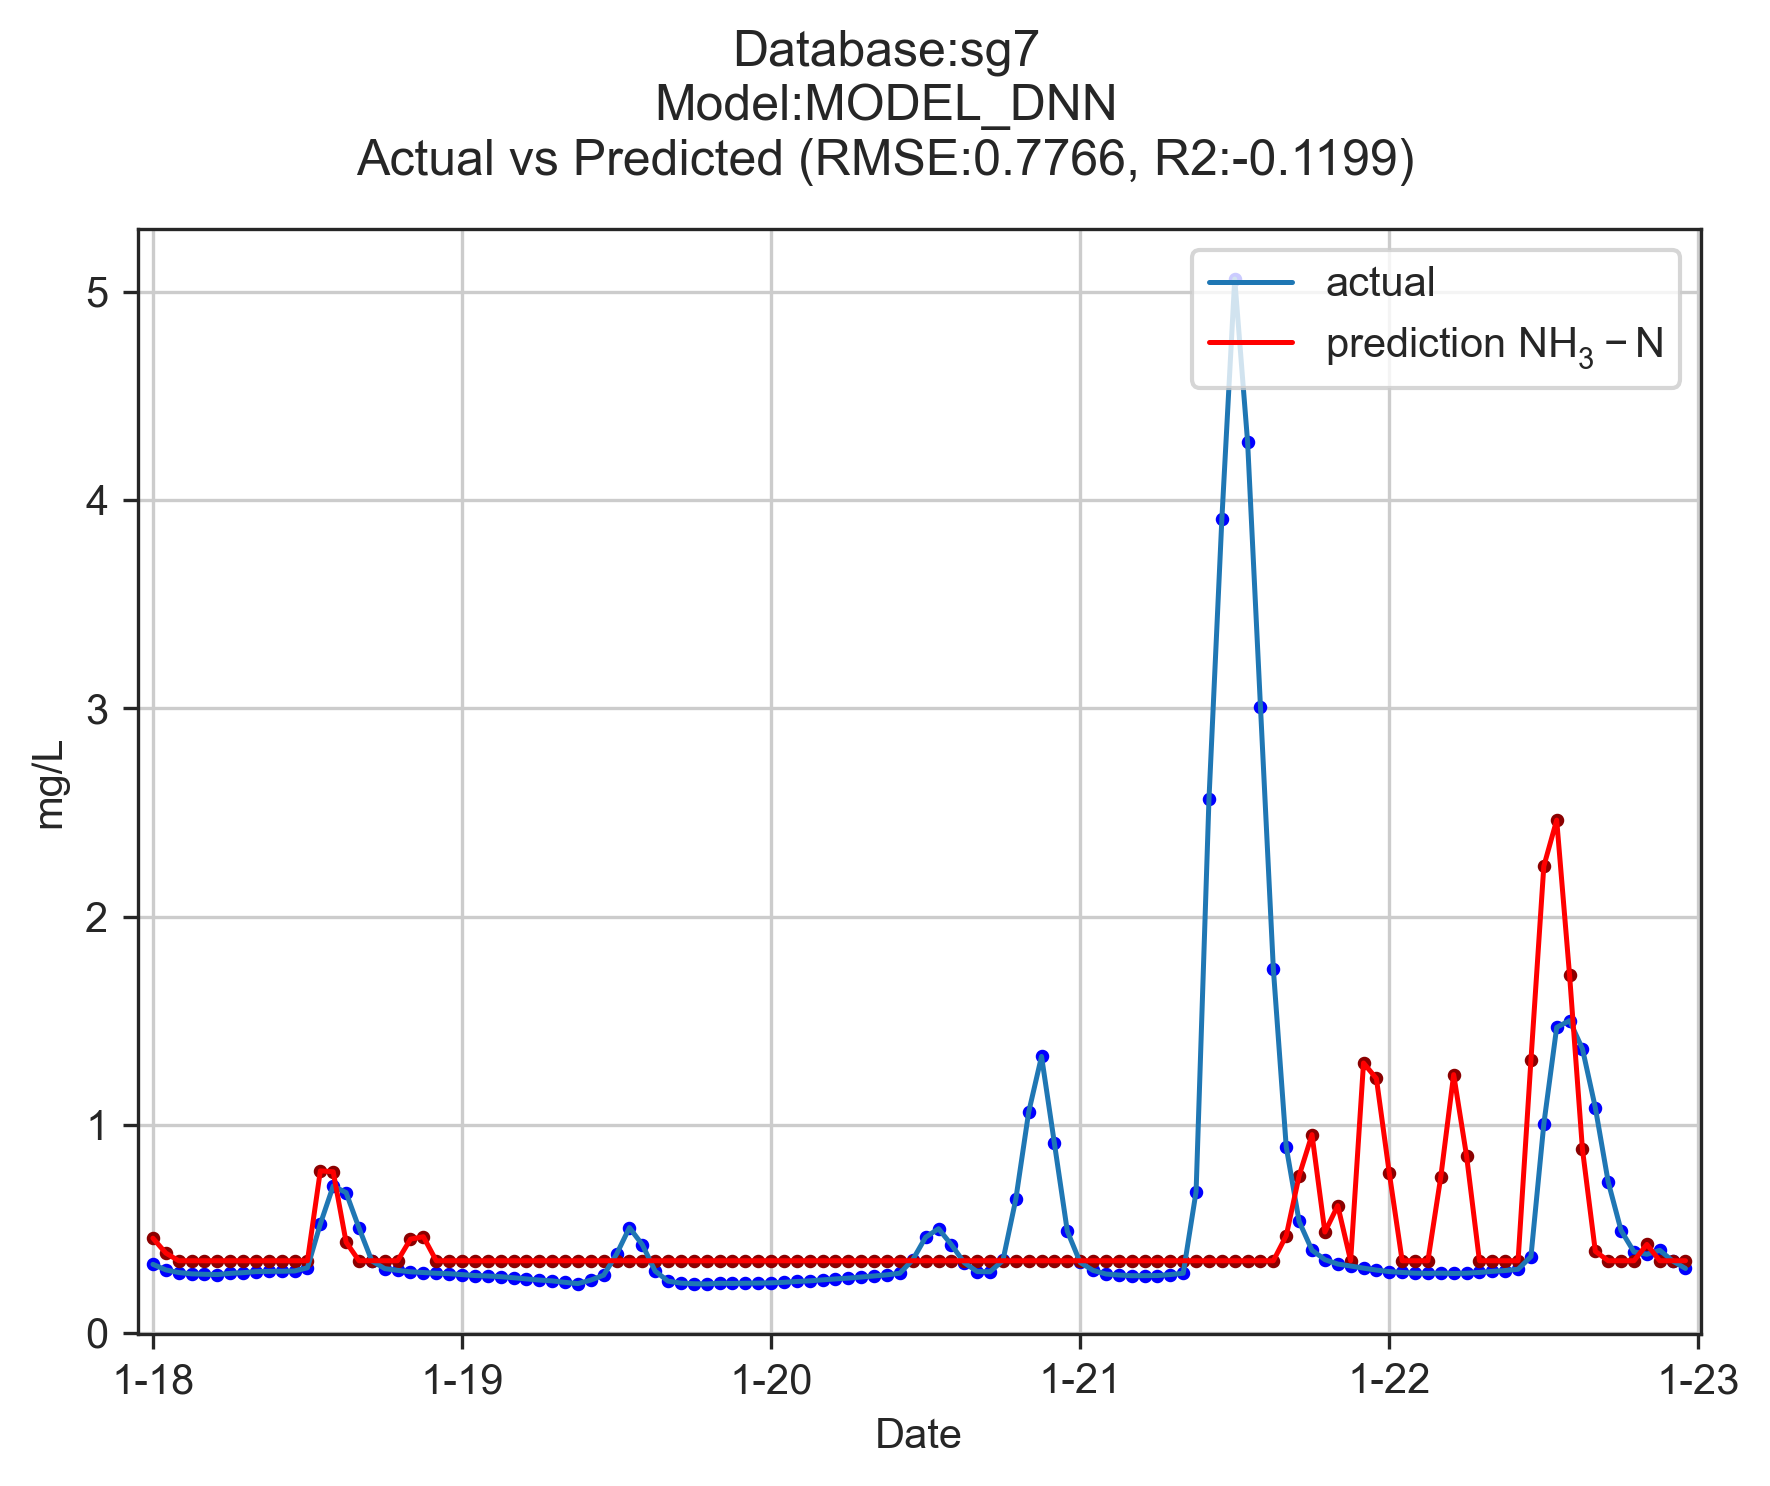 Database:sg7
Model:MODEL_DNN
Actual vs Predicted (RMSE:0.7766, R2:-0.1199)
actual
prediction NH₃ − N
5
4
3
2
1
0
mg/L
1-18 1-19 1-20 1-21 1-22 1-23
Date